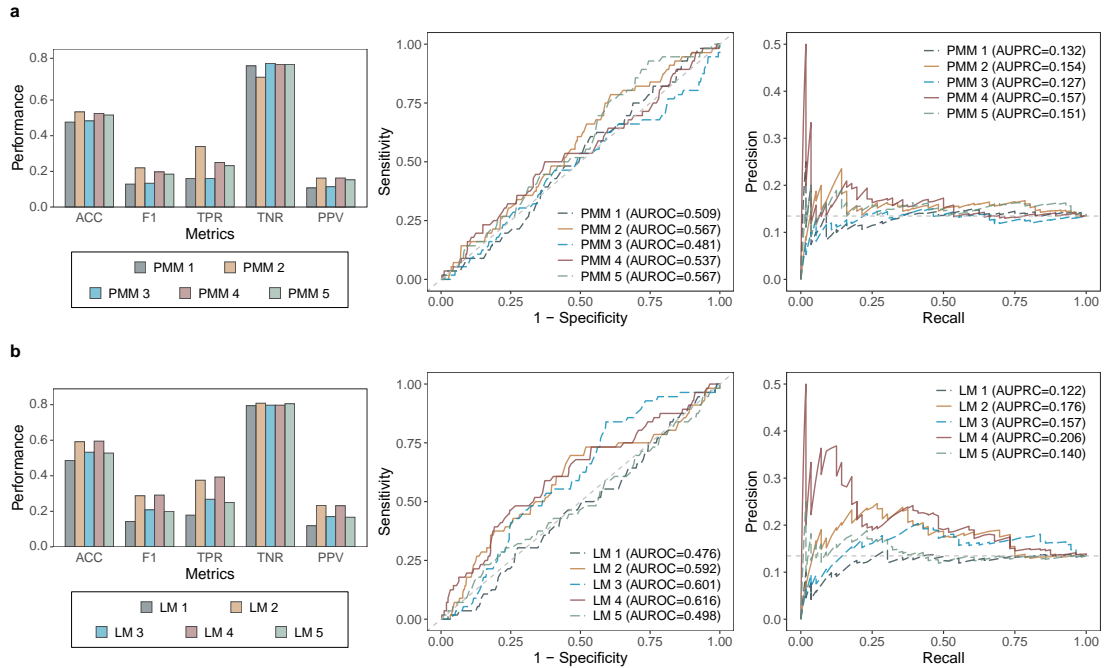 a
0.8
0.6
0.4
0.2
0.0
Performance
ACC F1 TPR TNR PPV
Metrics
PMM 1 PMM 2
PMM 3 PMM 4 PMM 5
1.00
0.75
0.50
0.25
0.00
Sensitivity
PMM 1 (AUROC=0.509)
PMM 2 (AUROC=0.567)
PMM 3 (AUROC=0.481)
PMM 4 (AUROC=0.537)
PMM 5 (AUROC=0.567)
0.00 0.25 0.50 0.75 1.00
1 − Specificity
0.5
0.4
0.3
0.2
0.1
0.0
Precision
PMM 1 (AUPRC=0.132)
PMM 2 (AUPRC=0.154)
PMM 3 (AUPRC=0.127)
PMM 4 (AUPRC=0.157)
PMM 5 (AUPRC=0.151)
0.00 0.25 0.50 0.75 1.00
Recall
b
0.8
0.6
0.4
0.2
0.0
Performance
ACC F1 TPR TNR PPV
Metrics
LM 1 LM 2
LM 3 LM 4 LM 5
1.00
0.75
0.50
0.25
0.00
Sensitivity
LM 1 (AUROC=0.476)
LM 2 (AUROC=0.592)
LM 3 (AUROC=0.601)
LM 4 (AUROC=0.616)
LM 5 (AUROC=0.498)
0.00 0.25 0.50 0.75 1.00
1 − Specificity
0.5
0.4
0.3
0.2
0.1
0.0
Precision
LM 1 (AUPRC=0.122)
LM 2 (AUPRC=0.176)
LM 3 (AUPRC=0.157)
LM 4 (AUPRC=0.206)
LM 5 (AUPRC=0.140)
0.00 0.25 0.50 0.75 1.00
Recall